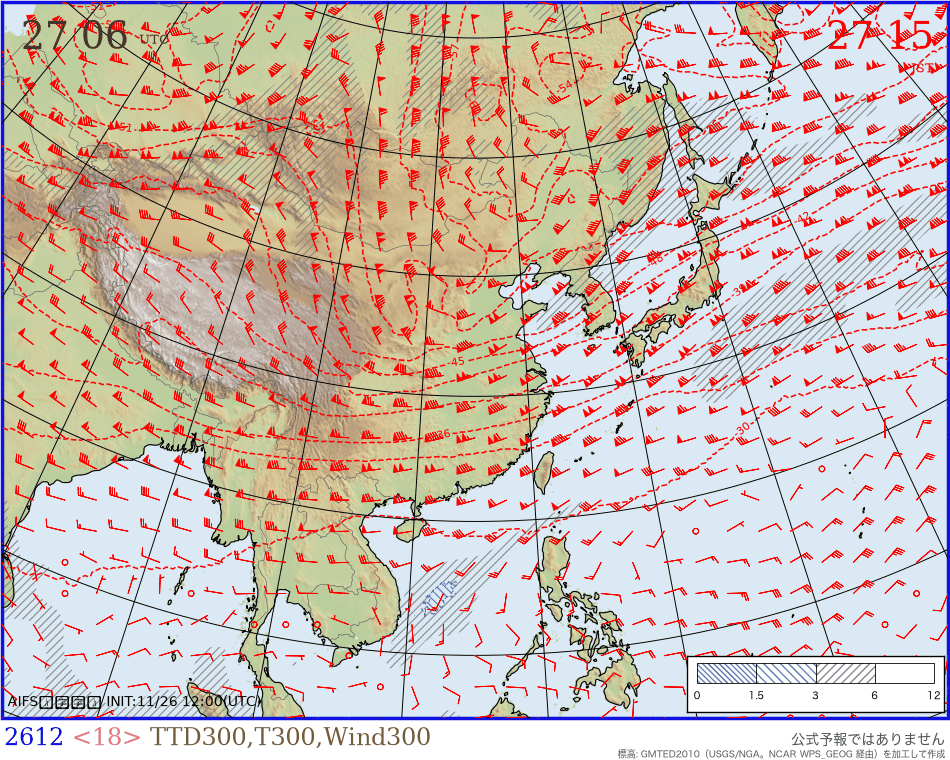 27 06 UTC
27 15 JST
-51
-54
-42
-48
-45
-36
-30
0 1.5 3 6 12
AIFS□□□□ INIT:11/26 12:00(UTC)
2612 <18> TTD300,T300,Wind300
公式予報ではありません
標高: GMTED2010（USGS/NGA。NCAR WPS_GEOG 経由）を加工して作成